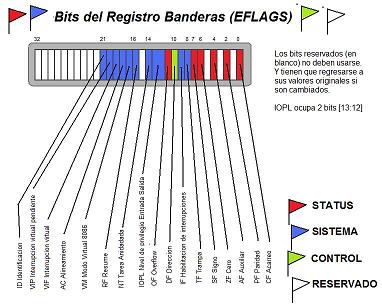 Bits del Registro Banderas (EFLAGS)
32 21 16 14 10 8 7 6 4 2 0
Los bits reservados (en
blanco) no deben usarse.
Y tienen que regresarse a
sus valores originales si
son cambiados.
IOPL ocupa 2 bits [13:12]
ID Identificacion
VIP Interrupcion virtual pendiente
VIF Interrupcion virtual
AC Alineamiento
VM Modo Virtual 8086
RF Resume
NT Tarea Anidadada
IOPL Nivel de privilegio Entrada Salida
OF Overflow
DF Direccion
IF Habilitacion de interrupciones
TF Trampa
SF Signo
ZF Cero
AF Auxiliar
PF Paridad
CF Acarreo
STATUS
SISTEMA
CONTROL
RESERVADO